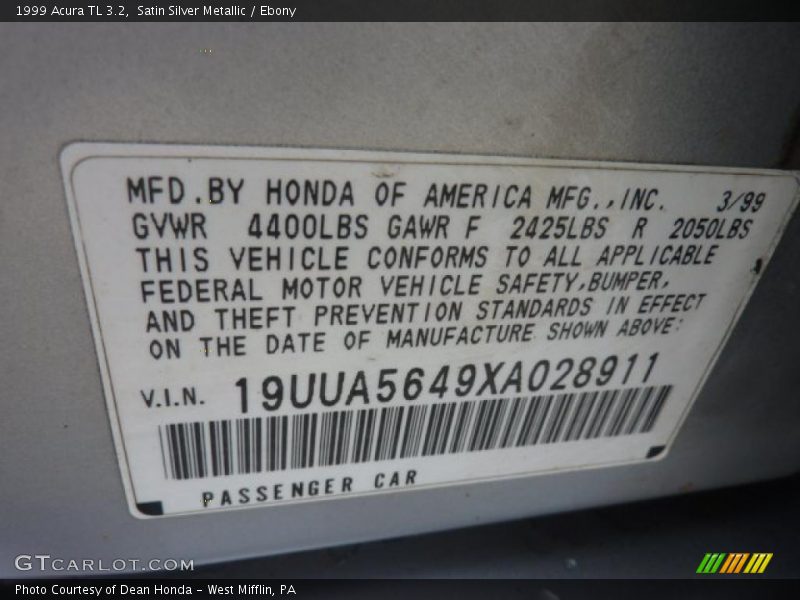 1999 Acura TL 3.2,  Satin Silver Metallic / Ebony
MFD.BY HONDA OF AMERICA MFG.,INC. 3/99
GVWR 4400LBS GAWR F 2425LBS R 2050LBS
THIS VEHICLE CONFORMS TO ALL APPLICABLE
FEDERAL MOTOR VEHICLE SAFETY,BUMPER,
AND THEFT PREVENTION STANDARDS IN EFFECT
ON THE DATE OF MANUFACTURE SHOWN ABOVE:
V.I.N. 19UUA5649XA028911
PASSENGER CAR
GTCARLOT.COM
Photo Courtesy of Dean Honda - West Mifflin, PA